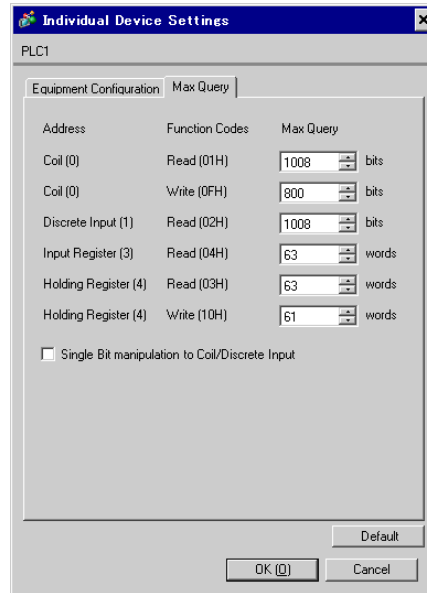 Individual Device Settings
PLC1
Equipment Configuration Max Query
Address Function Codes Max Query
Coil (0) Read (01H) 1008 bits
Coil (0) Write (0FH) 800 bits
Discrete Input (1) Read (02H) 1008 bits
Input Register (3) Read (04H) 63 words
Holding Register (4) Read (03H) 63 words
Holding Register (4) Write (10H) 61 words
Single Bit manipulation to Coil/Discrete Input
Default
OK (O) Cancel